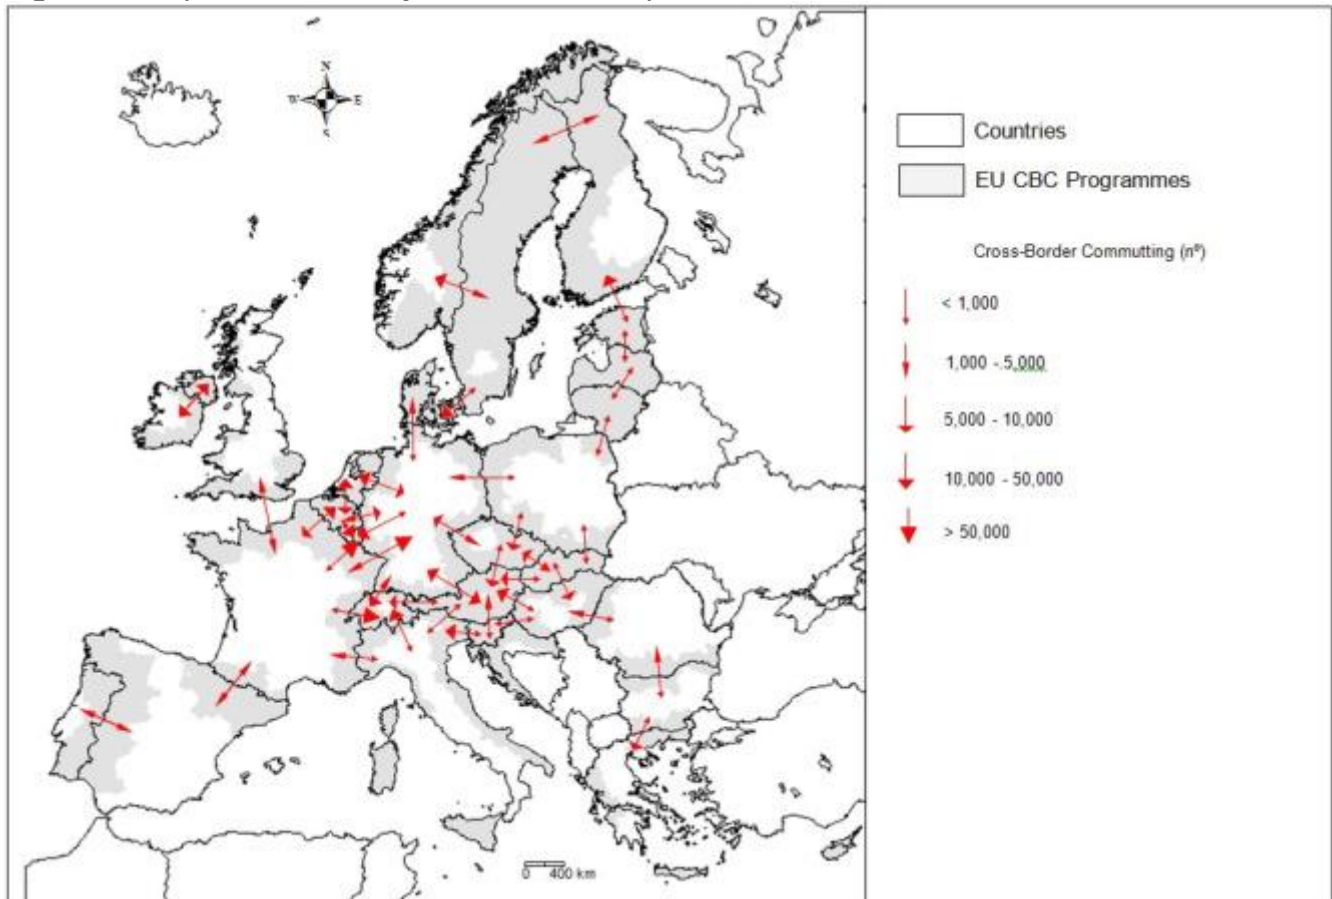 N
W E
S
Countries
EU CBC Programmes
Cross-Border Commutting (nº)
< 1,000
1,000 - 5,000
5,000 - 10,000
10,000 - 50,000
> 50,000
0 400 km